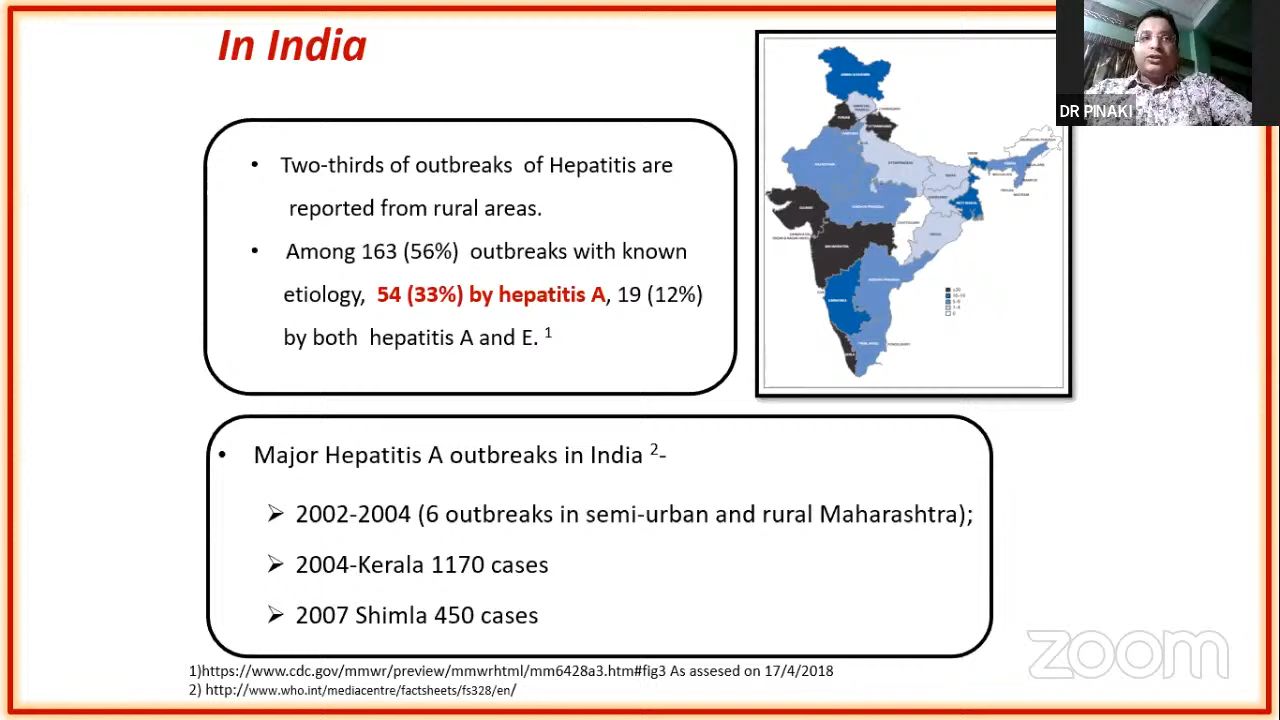 In India
DR PINAKI
• Two-thirds of outbreaks of Hepatitis are
reported from rural areas.
• Among 163 (56%) outbreaks with known
etiology, 54 (33%) by hepatitis A, 19 (12%)
by both hepatitis A and E. 1
• Major Hepatitis A outbreaks in India 2-
➢ 2002-2004 (6 outbreaks in semi-urban and rural Maharashtra);
➢ 2004-Kerala 1170 cases
➢ 2007 Shimla 450 cases
zoom
1)https://www.cdc.gov/mmwr/preview/mmwrhtml/mm6428a3.htm#fig3 As assesed on 17/4/2018
2) http://www.who.int/mediacentre/factsheets/fs328/en/